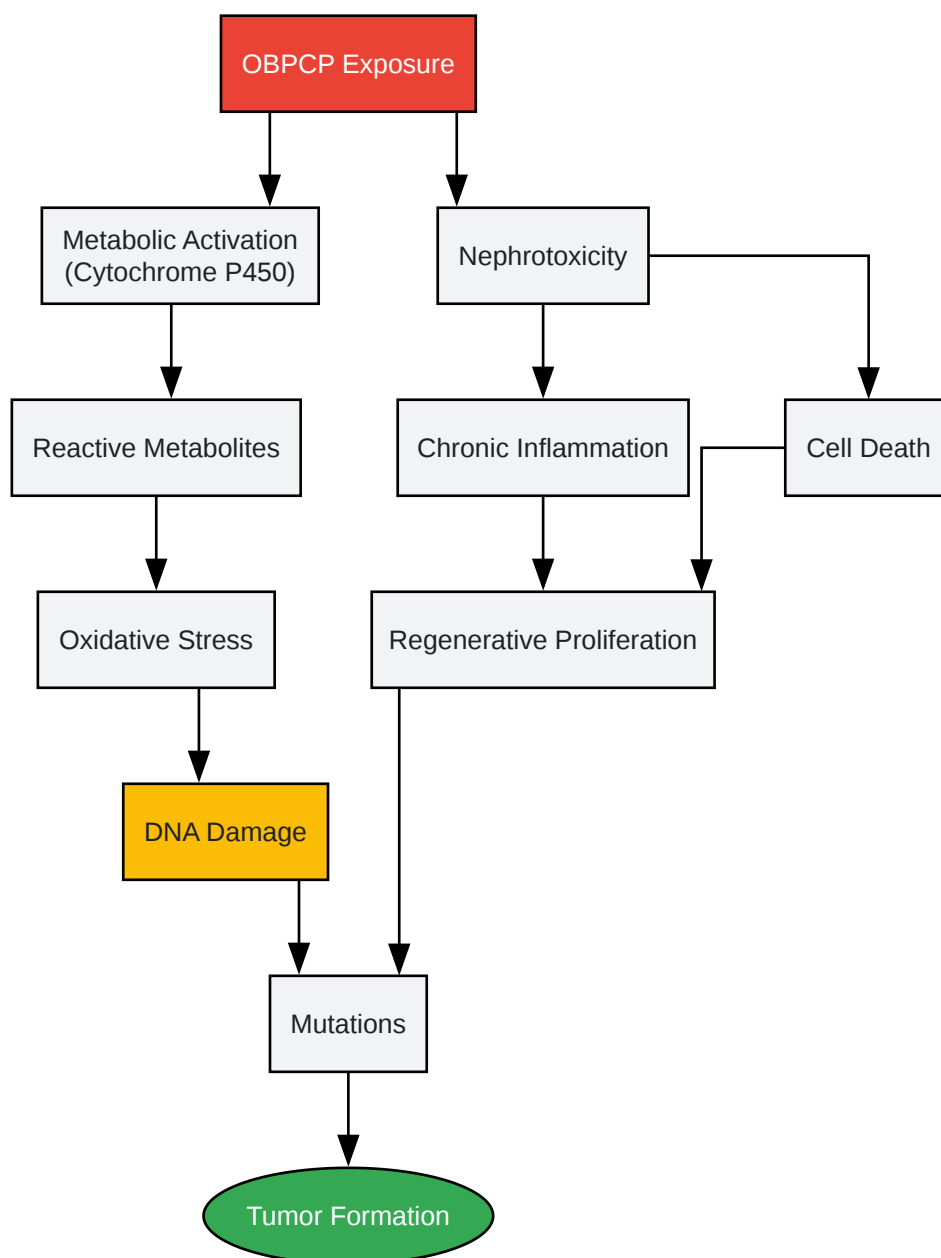 OBPCP Exposure
Metabolic Activation
(Cytochrome P450)
Nephrotoxicity
Reactive Metabolites
Chronic Inflammation
Cell Death
Oxidative Stress
Regenerative Proliferation
DNA Damage
Mutations
Tumor Formation